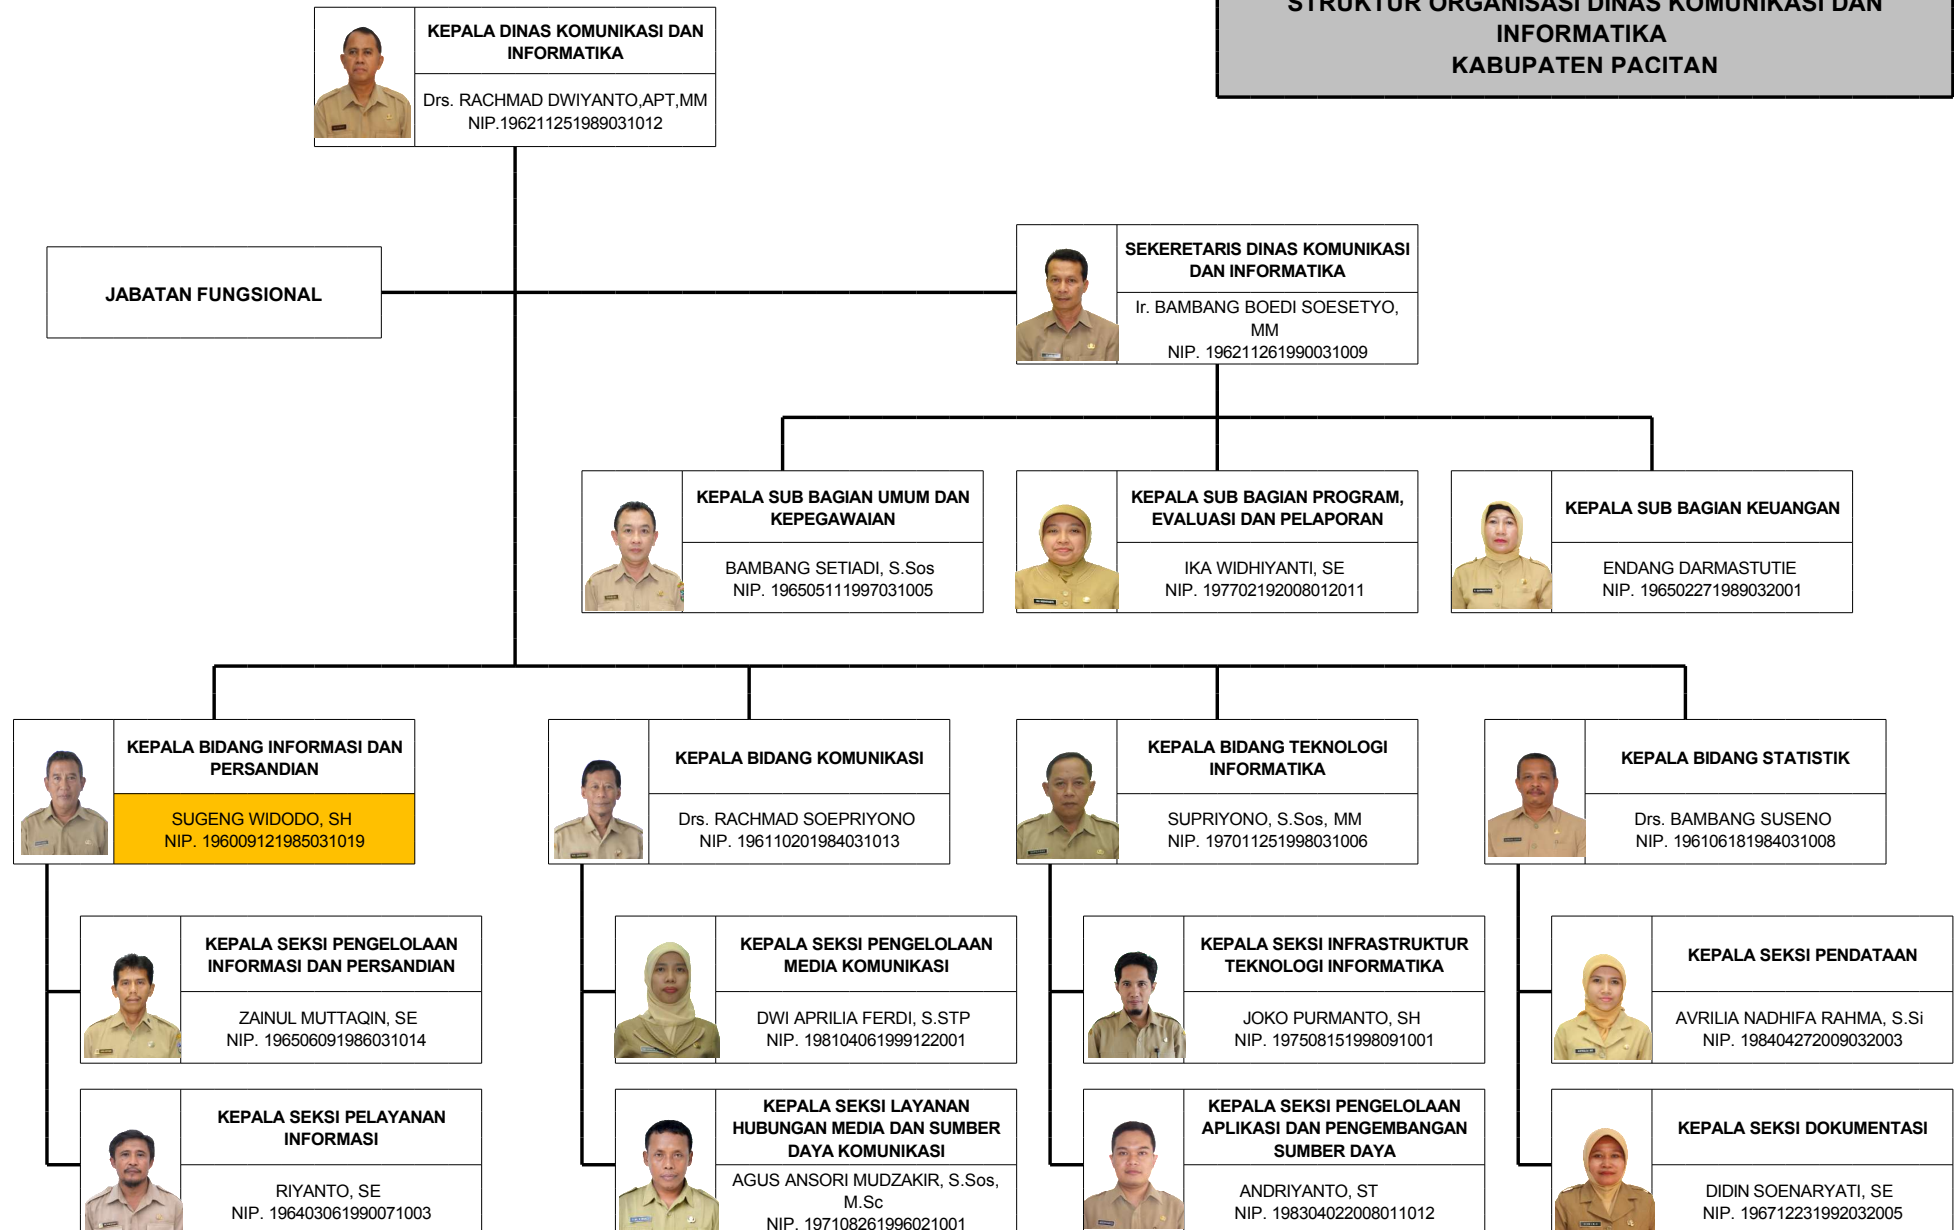 STRUKTUR ORGANISASI DINAS KOMUNIKASI DAN
INFORMATIKA
KABUPATEN PACITAN
KEPALA DINAS KOMUNIKASI DAN
INFORMATIKA
Drs. RACHMAD DWIYANTO,APT,MM
NIP.196211251989031012
JABATAN FUNGSIONAL
SEKERETARIS DINAS KOMUNIKASI
DAN INFORMATIKA
Ir. BAMBANG BOEDI SOESETYO,
MM
NIP. 196211261990031009
KEPALA SUB BAGIAN UMUM DAN
KEPEGAWAIAN
BAMBANG SETIADI, S.Sos
NIP. 196505111997031005
KEPALA SUB BAGIAN PROGRAM,
EVALUASI DAN PELAPORAN
IKA WIDHIYANTI, SE
NIP. 197702192008012011
KEPALA SUB BAGIAN KEUANGAN
ENDANG DARMASTUTIE
NIP. 196502271989032001
KEPALA BIDANG INFORMASI DAN
PERSANDIAN
SUGENG WIDODO, SH
NIP. 196009121985031019
KEPALA BIDANG KOMUNIKASI
Drs. RACHMAD SOEPRIYONO
NIP. 196110201984031013
KEPALA BIDANG TEKNOLOGI
INFORMATIKA
SUPRIYONO, S.Sos, MM
NIP. 197011251998031006
KEPALA BIDANG STATISTIK
Drs. BAMBANG SUSENO
NIP. 196106181984031008
KEPALA SEKSI PENGELOLAAN
INFORMASI DAN PERSANDIAN
ZAINUL MUTTAQIN, SE
NIP. 196506091986031014
KEPALA SEKSI PENGELOLAAN
MEDIA KOMUNIKASI
DWI APRILIA FERDI, S.STP
NIP. 198104061999122001
KEPALA SEKSI INFRASTRUKTUR
TEKNOLOGI INFORMATIKA
JOKO PURMANTO, SH
NIP. 197508151998091001
KEPALA SEKSI PENDATAAN
AVRILIA NADHIFA RAHMA, S.Si
NIP. 198404272009032003
KEPALA SEKSI PELAYANAN
INFORMASI
RIYANTO, SE
NIP. 196403061990071003
KEPALA SEKSI LAYANAN
HUBUNGAN MEDIA DAN SUMBER
DAYA KOMUNIKASI
AGUS ANSORI MUDZAKIR, S.Sos,
M.Sc
NIP. 197108261996021001
KEPALA SEKSI PENGELOLAAN
APLIKASI DAN PENGEMBANGAN
SUMBER DAYA
ANDRIYANTO, ST
NIP. 198304022008011012
KEPALA SEKSI DOKUMENTASI
DIDIN SOENARYATI, SE
NIP. 196712231992032005